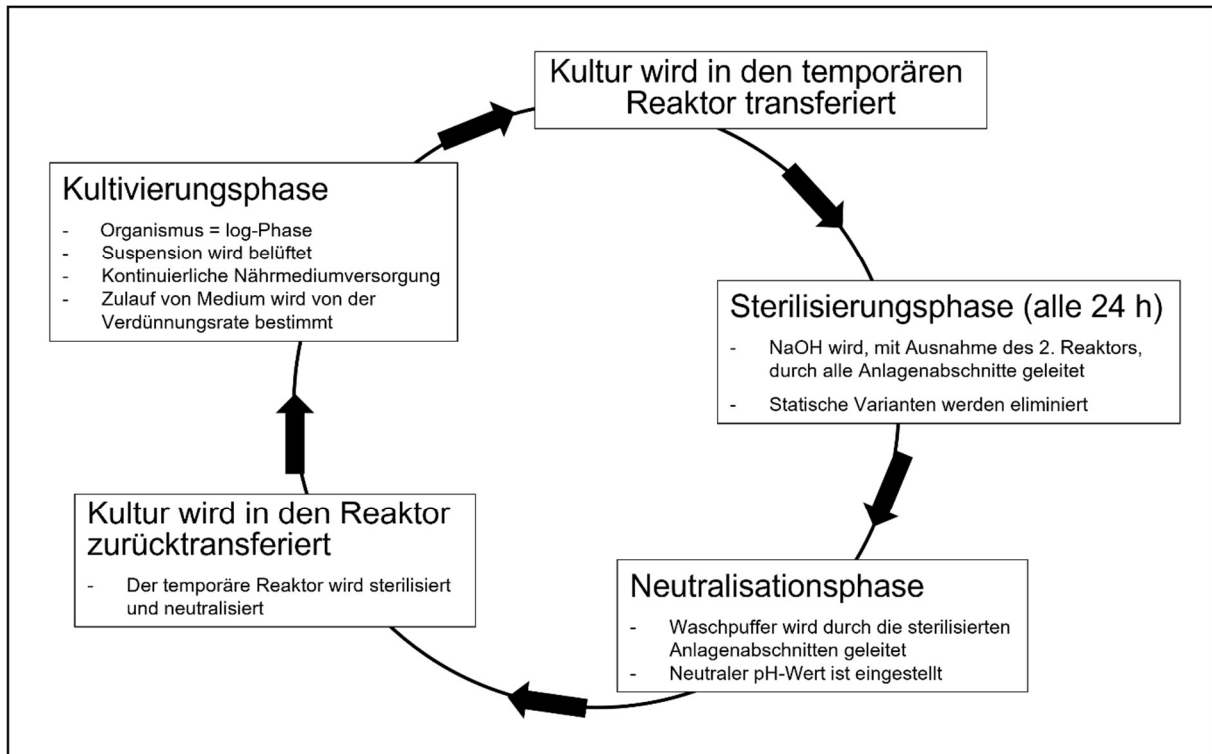 Kultur wird in den temporären
Reaktor transferiert
Kultivierungsphase
- Organismus = log-Phase
- Suspension wird belüftet
- Kontinuierliche Nährmediumversorgung
- Zulauf von Medium wird von der
Verdünnungsrate bestimmt
Sterilisierungsphase (alle 24 h)
- NaOH wird, mit Ausnahme des 2. Reaktors,
durch alle Anlagenabschnitte geleitet
- Statische Varianten werden eliminiert
Kultur wird in den Reaktor
zurücktransferiert
- Der temporäre Reaktor wird sterilisiert
und neutralisiert
Neutralisationsphase
- Waschpuffer wird durch die sterilisierten
Anlagenabschnitten geleitet
- Neutraler pH-Wert ist eingestellt